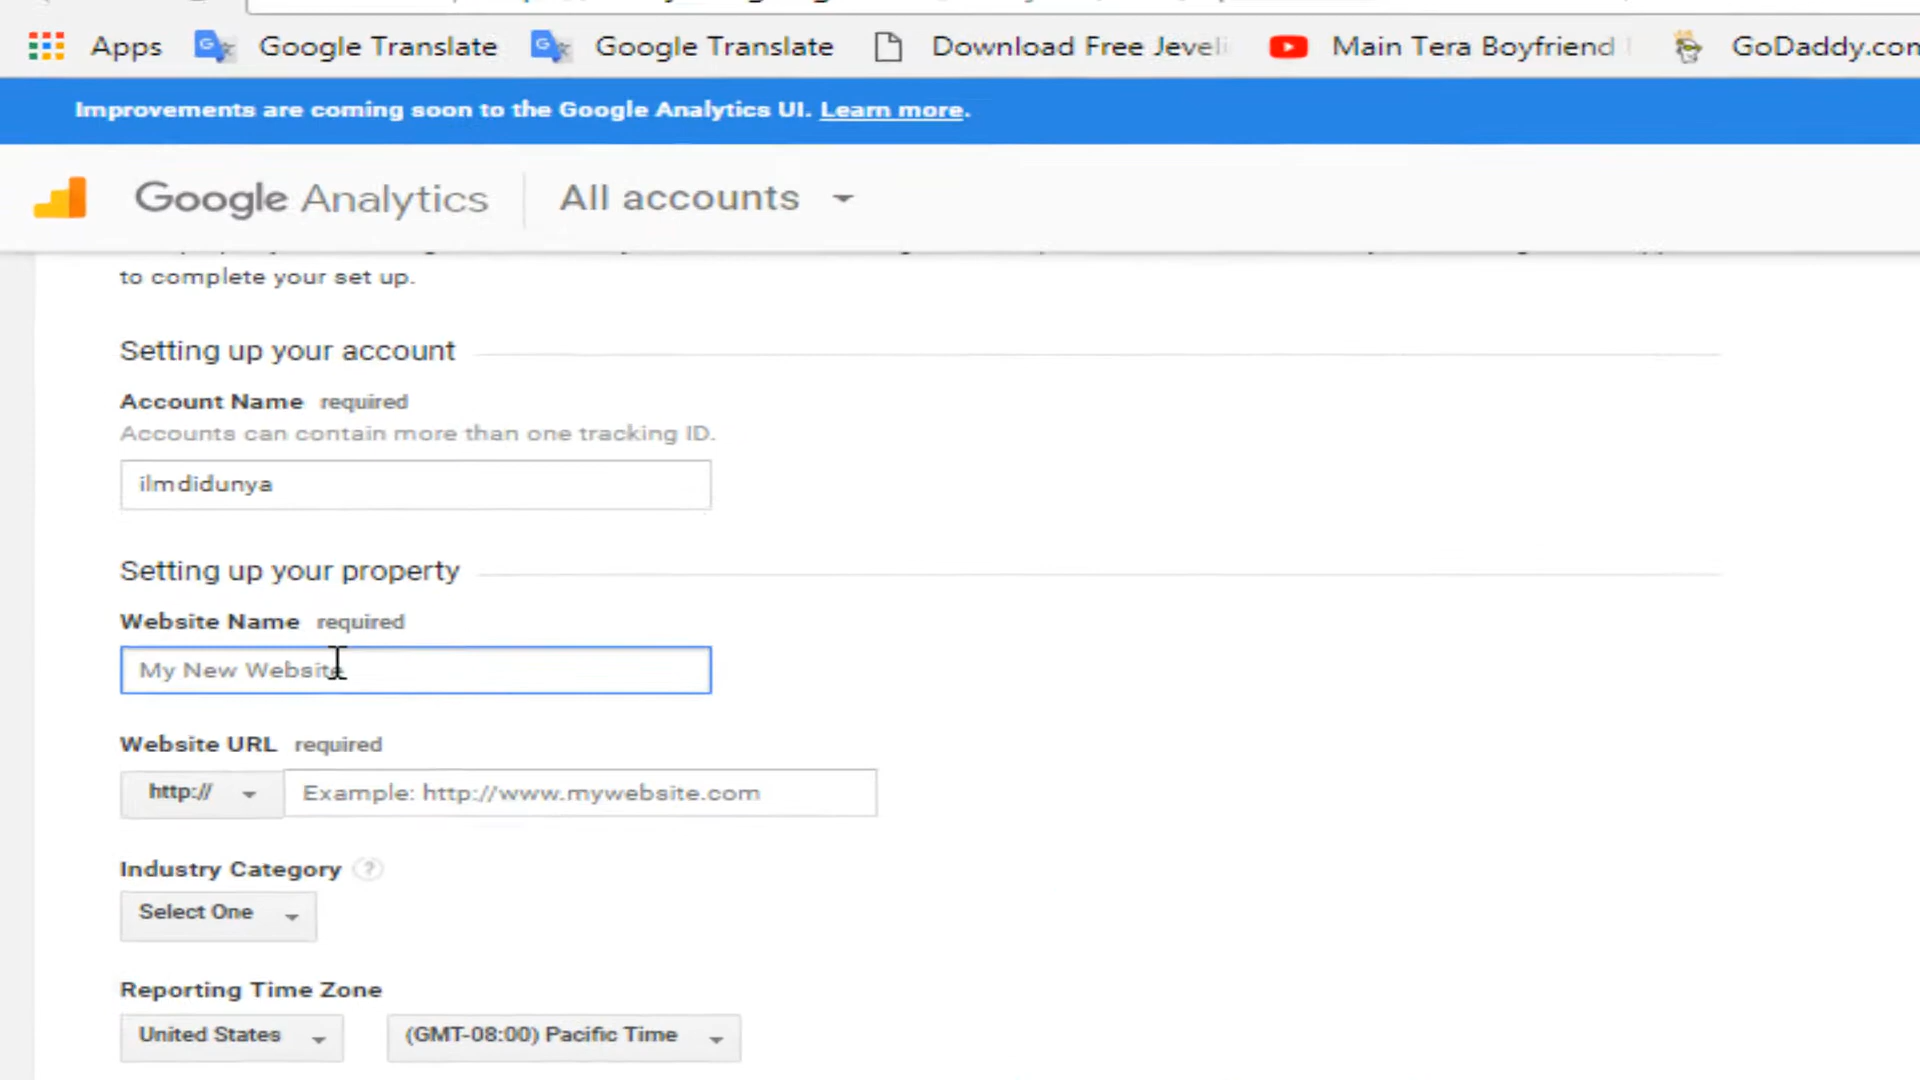 Apps Google Translate Google Translate Download Free Jeveli Main Tera Boyfriend GoDaddy.com
Improvements are coming soon to the Google Analytics UI. Learn more.
Google Analytics All accounts
to complete your set up.
Setting up your account
Account Name required
Accounts can contain more than one tracking ID.
ilmdidunya
Setting up your property
Website Name required
My New Website
Website URL required
http:// Example: http://www.mywebsite.com
Industry Category ?
Select One
Reporting Time Zone
United States (GMT-08:00) Pacific Time